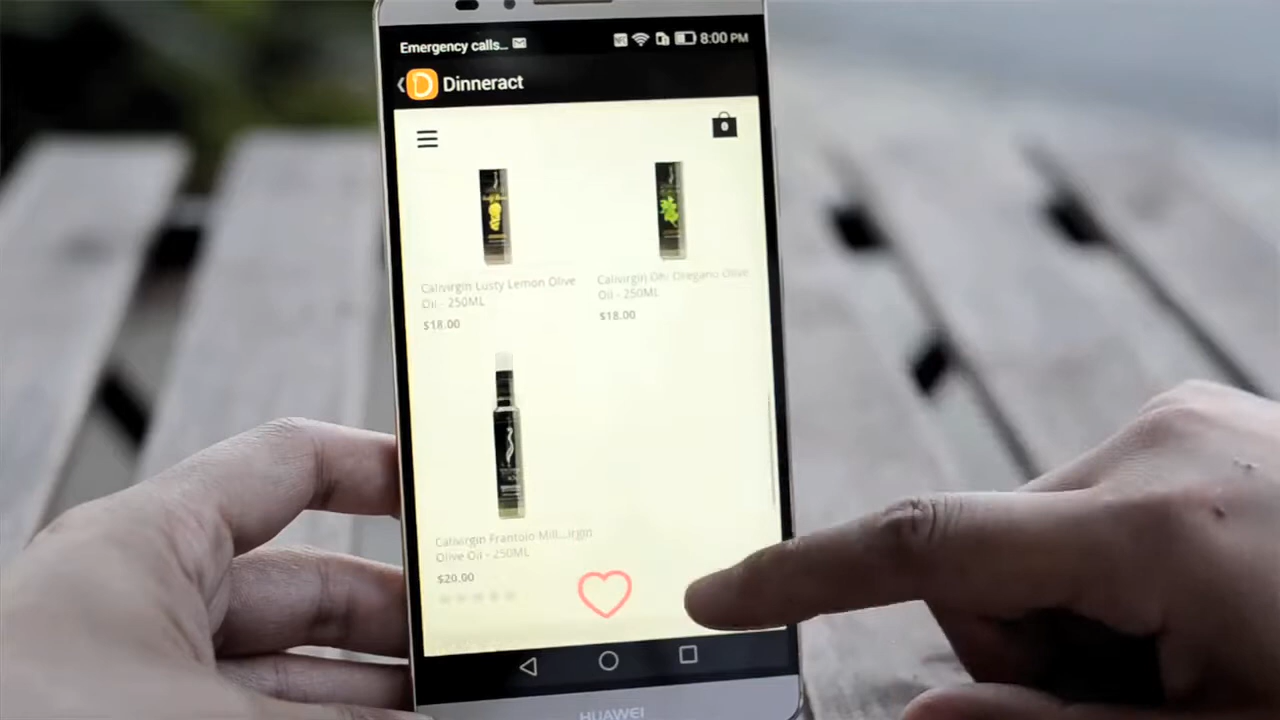 Emergency calls... 8:00 PM
Dinneract
0
Calivirgin Lusty Lemon Olive
Oil - 250ML
$18.00
Calivirgin Oh! Oregano Olive
Oil - 250ML
$18.00
Calivirgin Frantoio Mill...irgin
Olive Oil - 250ML
$20.00
HUAWEI